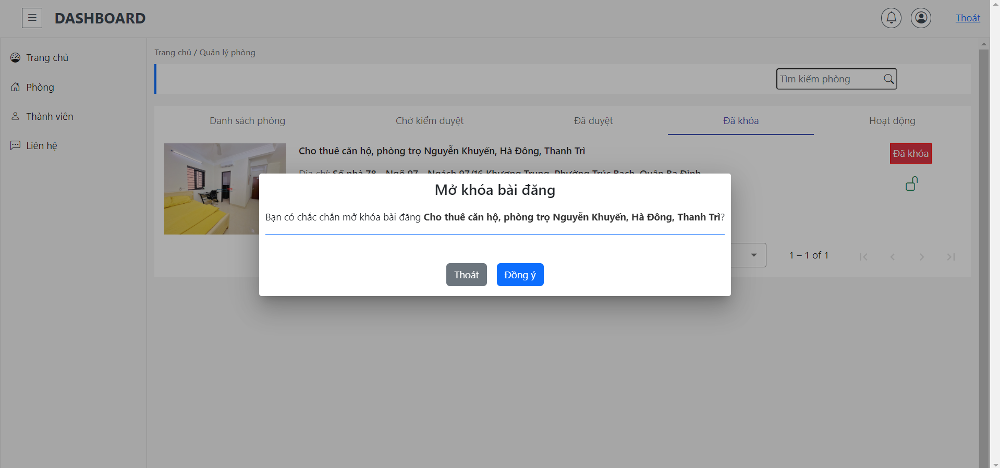 DASHBOARD
Thoát
Trang chủ
Phòng
Thành viên
Liên hệ
Trang chủ / Quản lý phòng
Tìm kiếm phòng
Danh sách phòng
Chờ kiểm duyệt
Đã duyệt
Đã khóa
Hoạt động
Cho thuê căn hộ, phòng trọ Nguyễn Khuyến, Hà Đông, Thanh Trì
Đã khóa
Địa chỉ: Số nhà 78 - Ngõ 97 - Ngách 97/16 Khương Trung, Phường Trúc Bạch, Quận Ba Đình
Mở khóa bài đăng
Bạn có chắc chắn mở khóa bài đăng Cho thuê căn hộ, phòng trọ Nguyễn Khuyến, Hà Đông, Thanh Trì?
1 – 1 of 1
Thoát
Đồng ý